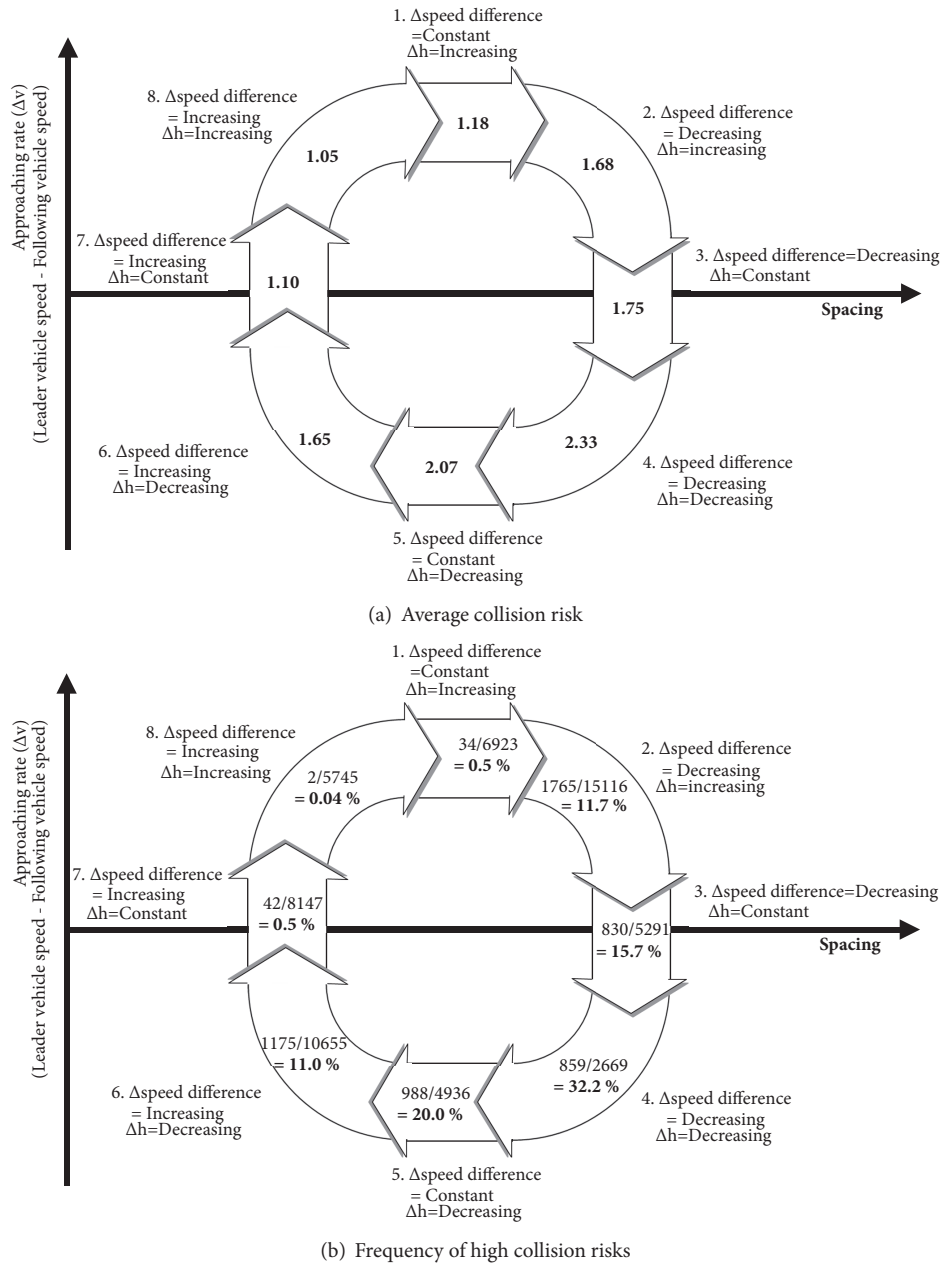 1. Δspeed difference
=Constant
Δh=Increasing
8. Δspeed difference
= Increasing
Δh=Increasing
2. Δspeed difference
= Decreasing
Δh=increasing
1.18
1.05
1.68
Approaching rate (Δv)
(Leader vehicle speed - Following vehicle speed)
7. Δspeed difference
= Increasing
Δh=Constant
3. Δspeed difference=Decreasing
Δh=Constant
1.10
1.75
Spacing
1.65
2.07
2.33
6. Δspeed difference
= Increasing
Δh=Decreasing
4. Δspeed difference
= Decreasing
Δh=Decreasing
5. Δspeed difference
= Constant
Δh=Decreasing
(a) Average collision risk
1. Δspeed difference
=Constant
Δh=Increasing
8. Δspeed difference
= Increasing
Δh=Increasing
2. Δspeed difference
= Decreasing
Δh=increasing
34/6923
= 0.5 %
2/5745
= 0.04 %
1765/15116
= 11.7 %
Approaching rate (Δv)
(Leader vehicle speed - Following vehicle speed)
7. Δspeed difference
= Increasing
Δh=Constant
3. Δspeed difference=Decreasing
Δh=Constant
42/8147
= 0.5 %
830/5291
= 15.7 %
Spacing
1175/10655
= 11.0 %
988/4936
= 20.0 %
859/2669
= 32.2 %
6. Δspeed difference
= Increasing
Δh=Decreasing
4. Δspeed difference
= Decreasing
Δh=Decreasing
5. Δspeed difference
= Constant
Δh=Decreasing
(b) Frequency of high collision risks